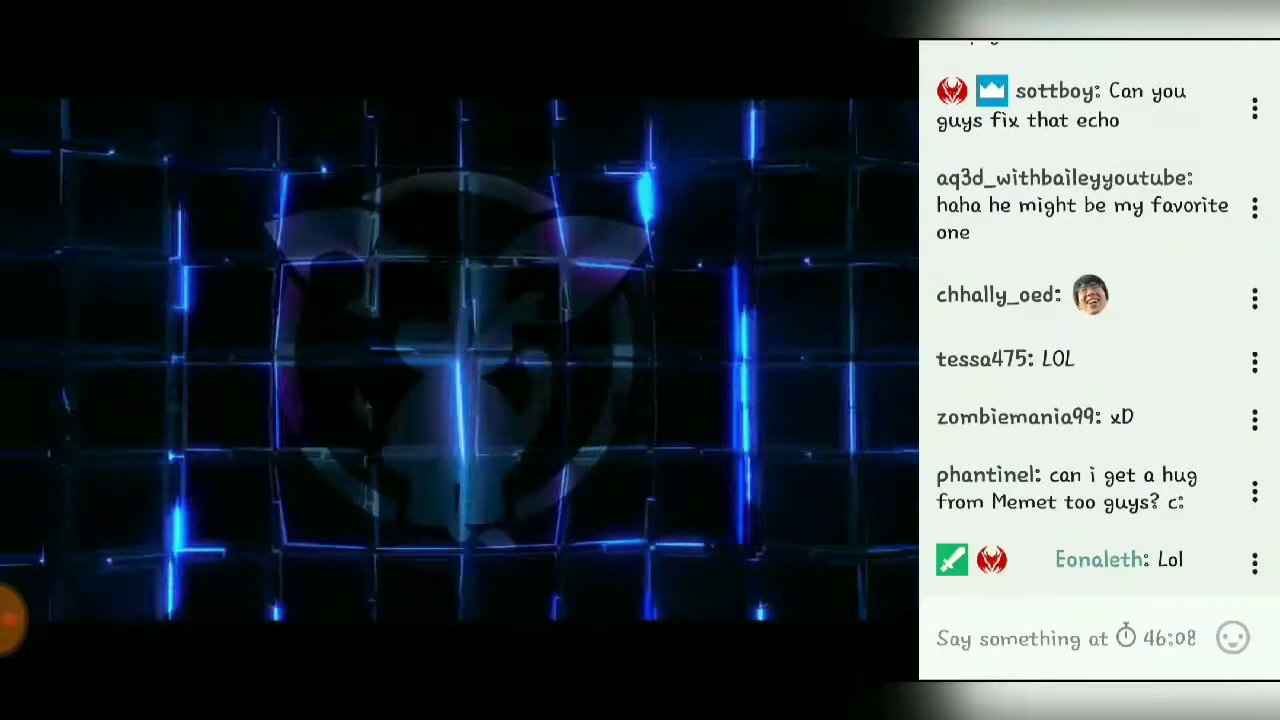 sottboy: Can you
guys fix that echo
aq3d_withbaileyyoutube:
haha he might be my favorite
one
chhally_oed:
tessa475: LOL
zombiemania99: xD
phantinel: can i get a hug
from Memet too guys? c:
Eonaleth: Lol
Say something at 46:08